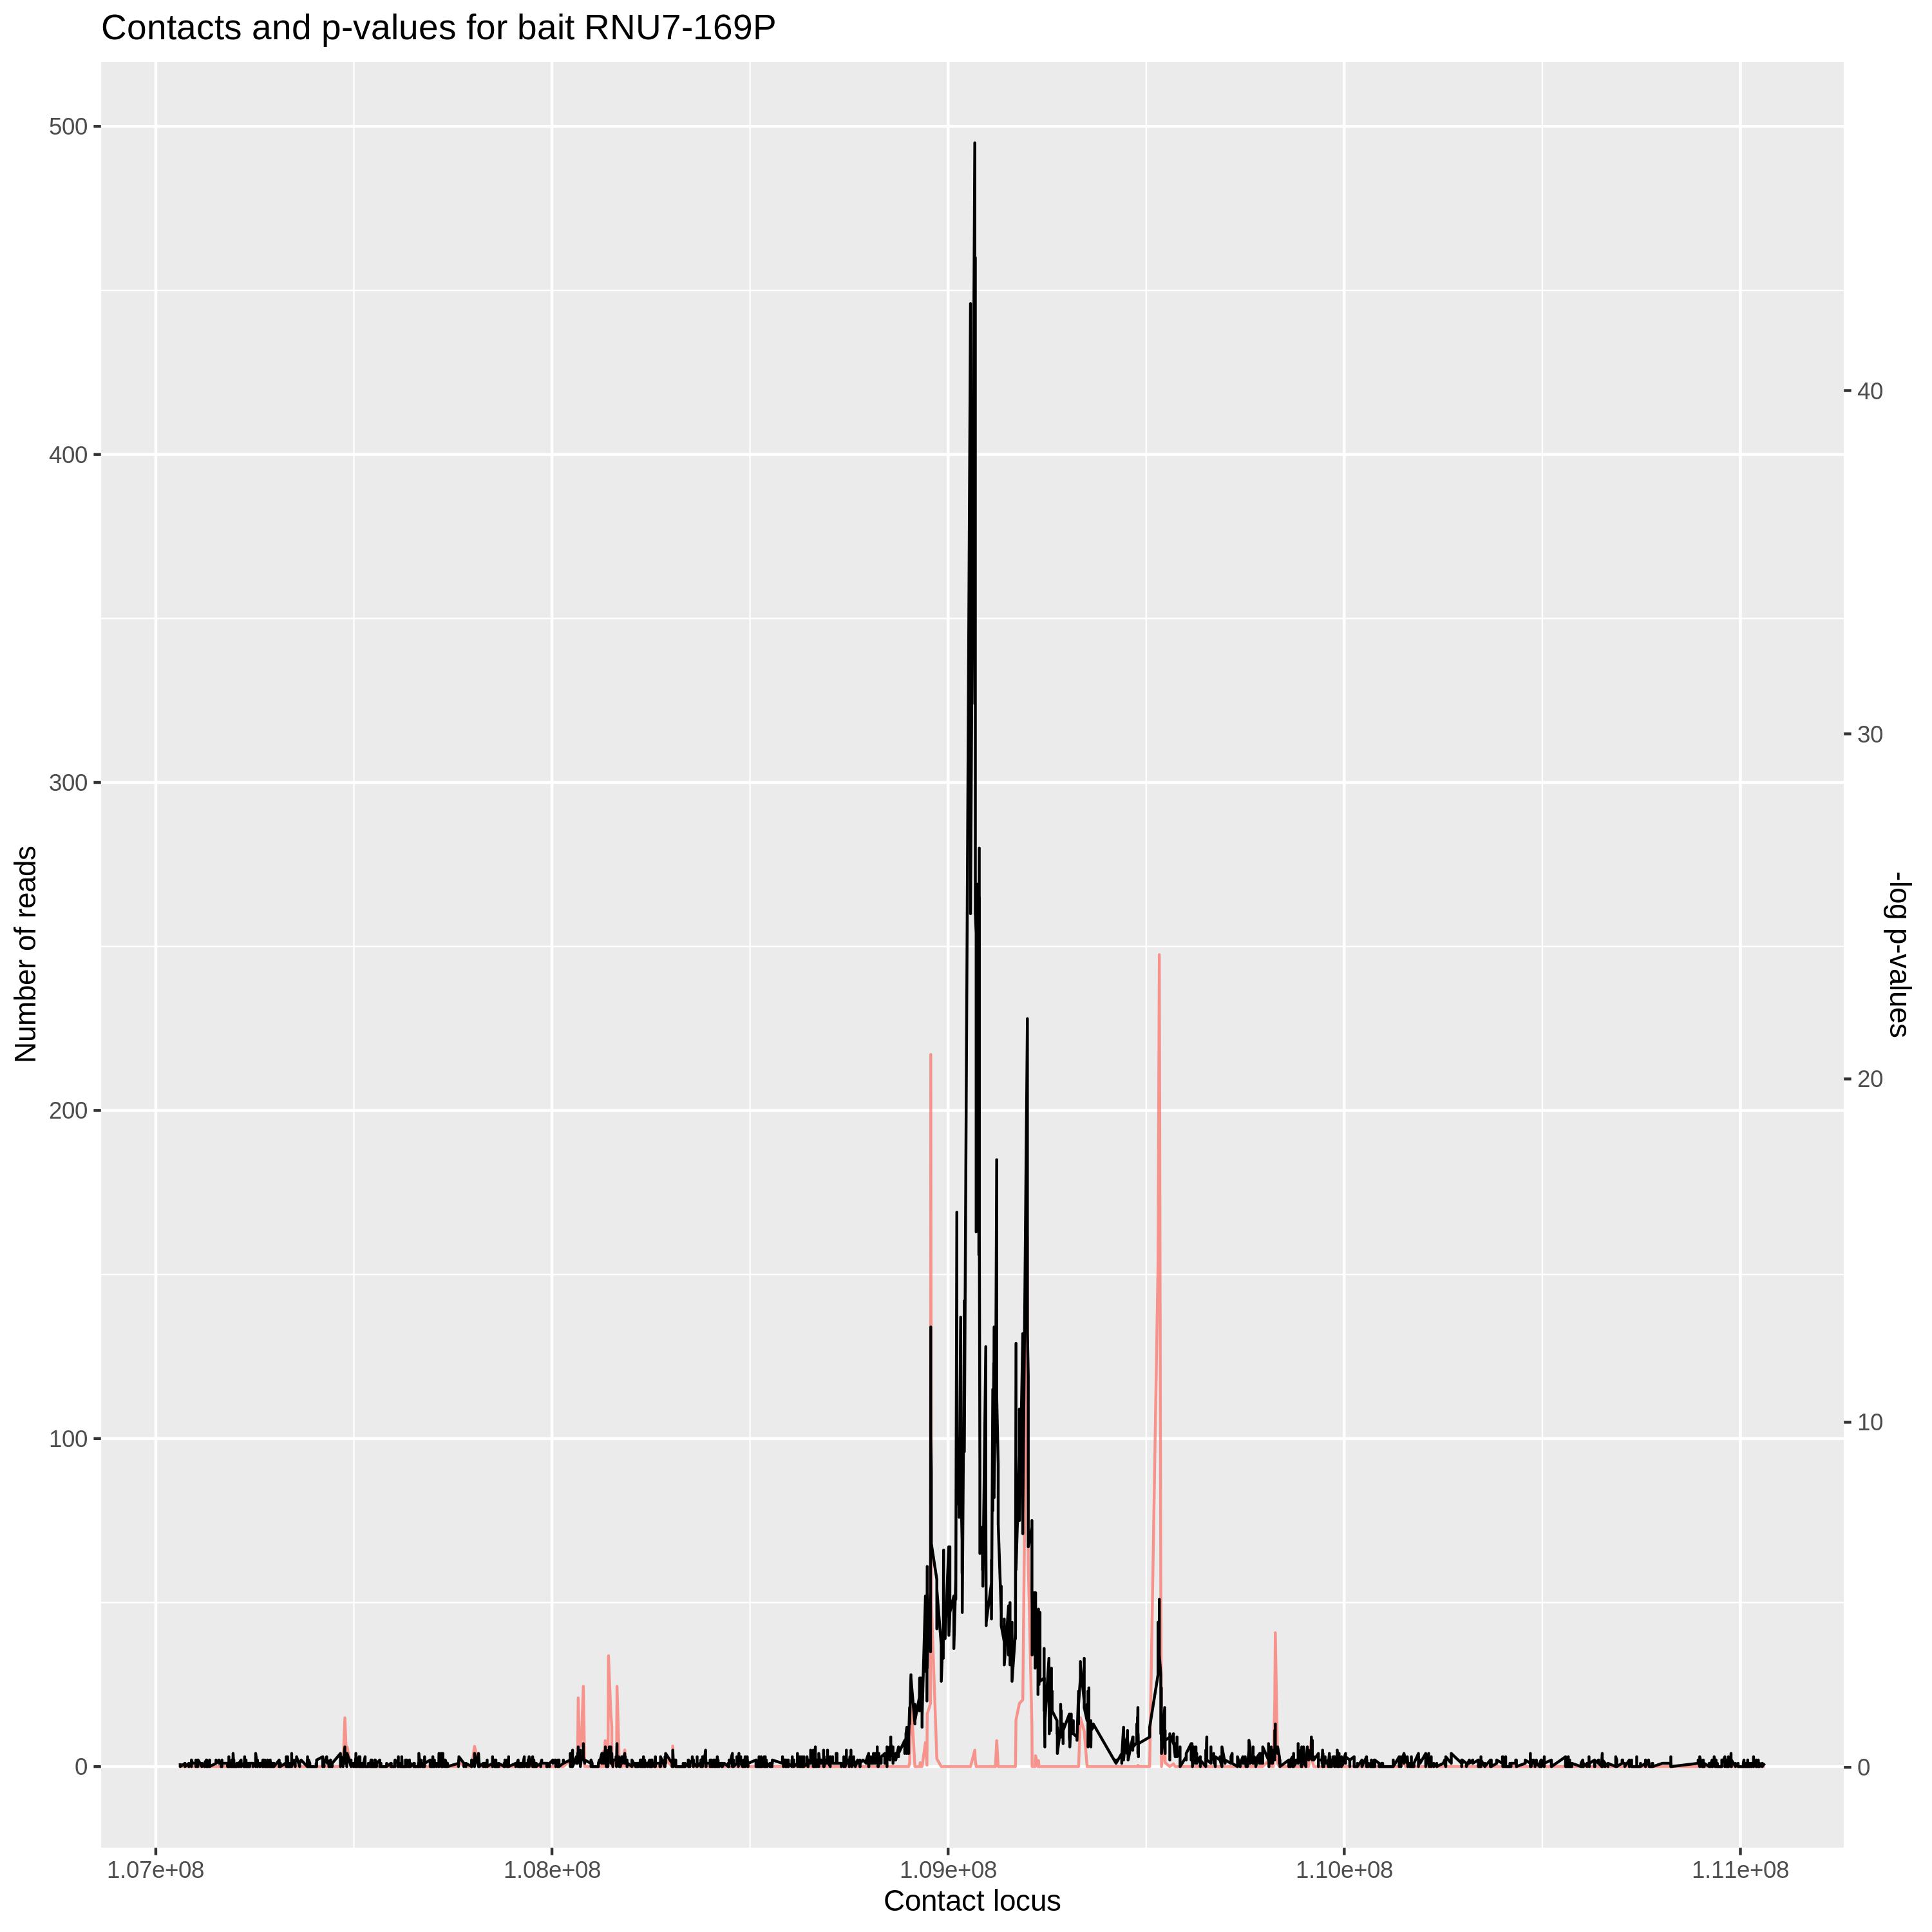 Contacts and p-values for bait RNU7-169P
500
400
300
200
100
0
Number of reads
40
30
20
10
0
-log p-values
1.07e+08 1.08e+08 1.09e+08 1.10e+08 1.11e+08
Contact locus